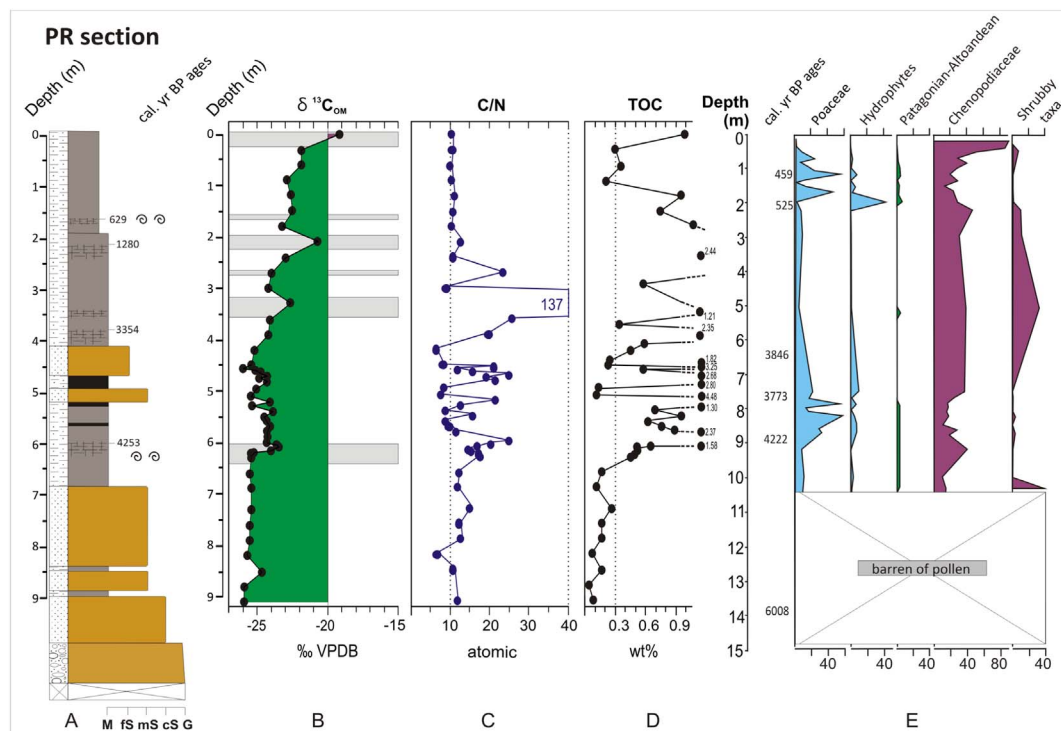 PR section
Depth (m)
cal. yr BP ages
Depth (m)
δ 13COM
C/N
TOC
Depth (m)
cal. yr BP ages
Poaceae
Hydrophytes
Patagonian-Altoandean
Chenopodiaceae
Shrubby taxa
0
1
2
3
4
5
6
7
8
9
629
1280
3354
4253
0
1
2
3
4
5
6
7
8
9
137
2.44
1.21
2.35
1.82
3.25
2.68
2.80
4.48
1.30
2.37
1.58
0
1
2
3
4
5
6
7
8
9
10
11
12
13
14
15
459
525
3846
3773
4222
6008
barren of pollen
-25 -20 -15
‰ VPDB
10 20 30 40
atomic
0.3 0.6 0.9
wt%
40 40 40 80 40
M fS mS cS G
A B C D E